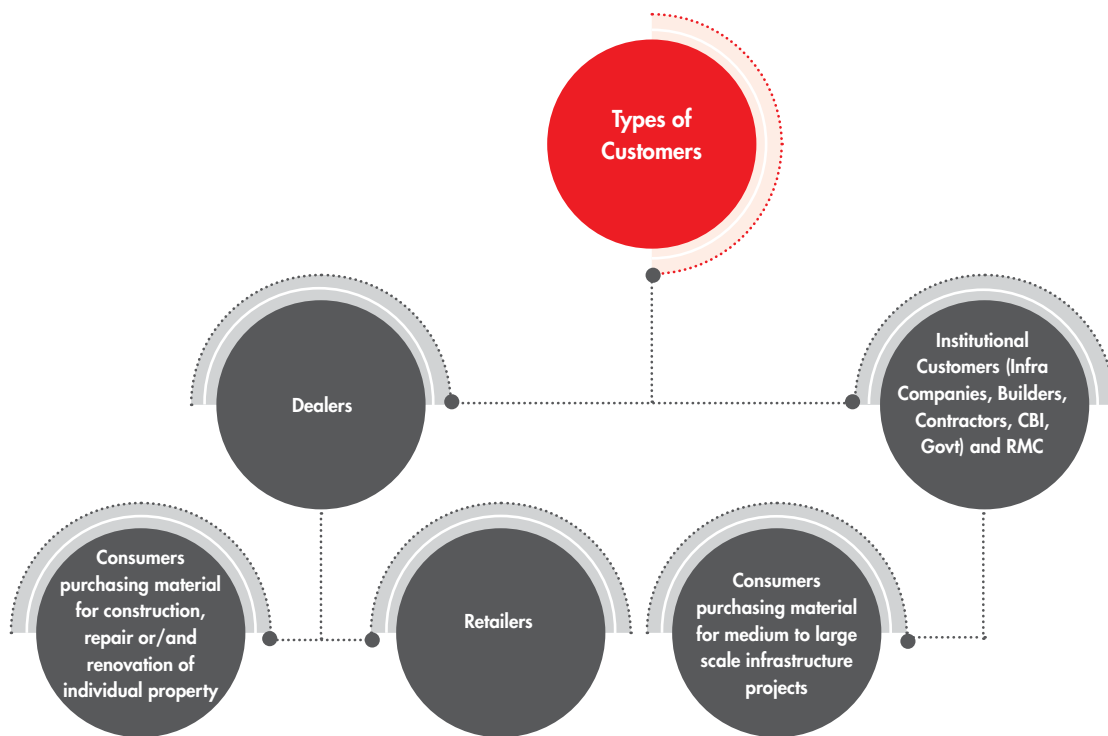 Types of
Customers
Dealers
Institutional
Customers (Infra
Companies, Builders,
Contractors, CBI,
Govt) and RMC
Consumers
purchasing material
for construction,
repair or/and
renovation of
individual property
Retailers
Consumers
purchasing material
for medium to large
scale infrastructure
projects